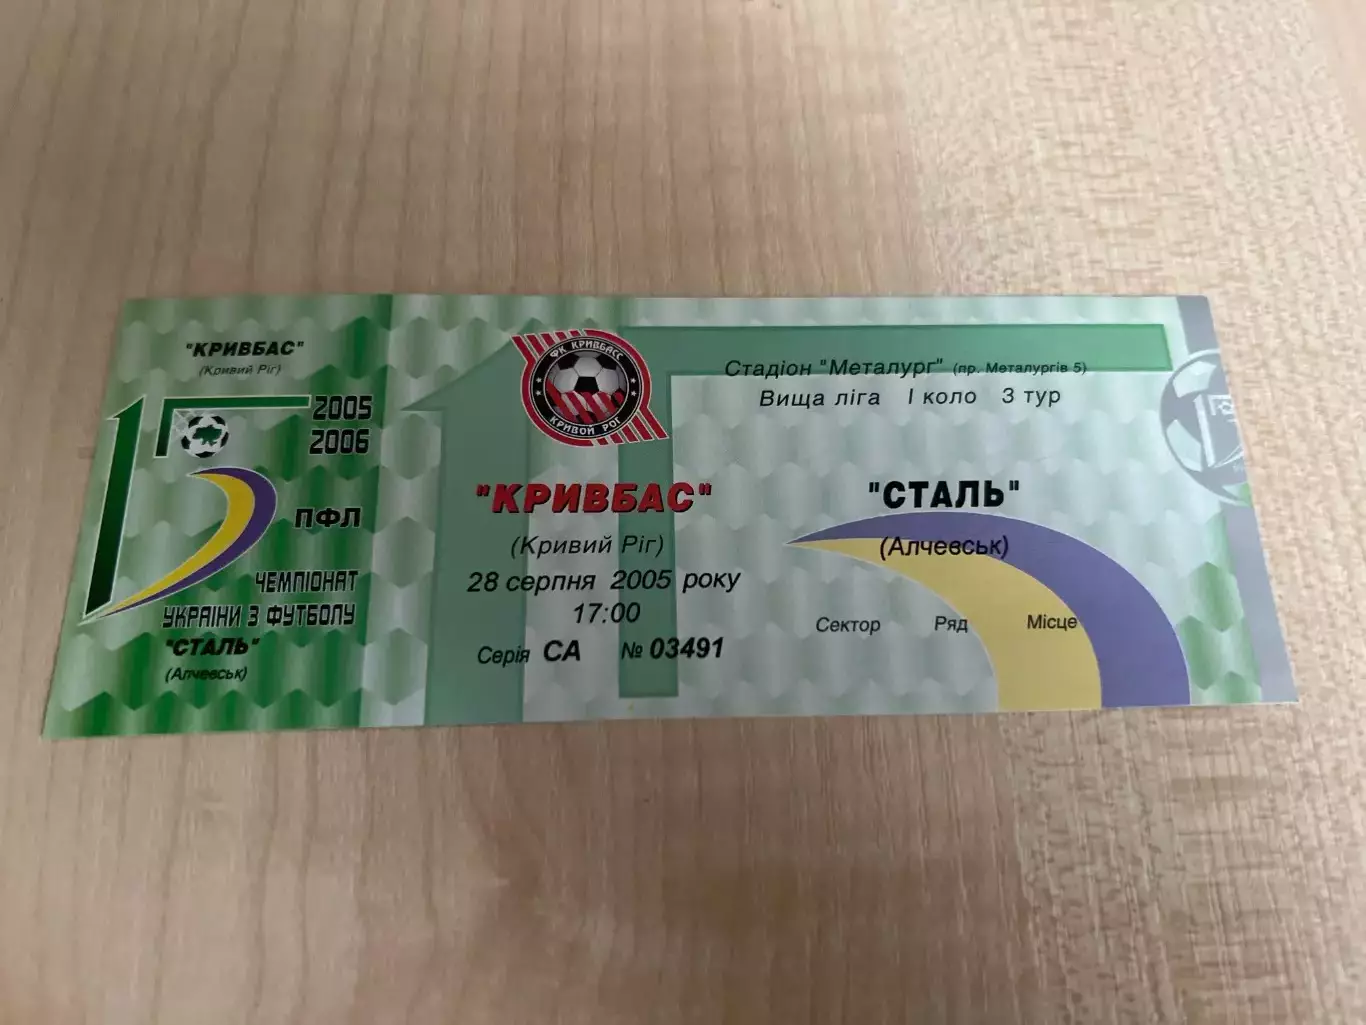 "КРИВБАС"
(Кривий Ріг)
15
2005
2006
ПФЛ
ЧЕМПІОНАТ
УКРАЇНИ З ФУТБОЛУ
"СТАЛЬ"
(Алчевськ)
ФК КРИВБАСС
КРИВОЙ РОГ
Стадіон "Металург" (пр. Металургів 5)
Вища ліга І коло 3 тур
"КРИВБАС"
(Кривий Ріг)
28 серпня 2005 року
17:00
Серія СА № 03491
"СТАЛЬ"
(Алчевськ)
Сектор Ряд Місце